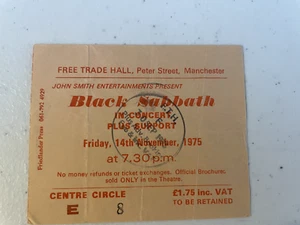 FREE TRADE HALL, Peter Street, Manchester
JOHN SMITH ENTERTAINMENTS PRESENT
Black Sabbath
IN CONCERT
PLUS SUPPORT
Friday, 14th November, 1975
at 7.30 p.m.
No money refunds or ticket exchanges. Official Brochure,
sold ONLY in the Theatre.
CENTRE CIRCLE
£1.75 inc. VAT
E 8
TO BE RETAINED